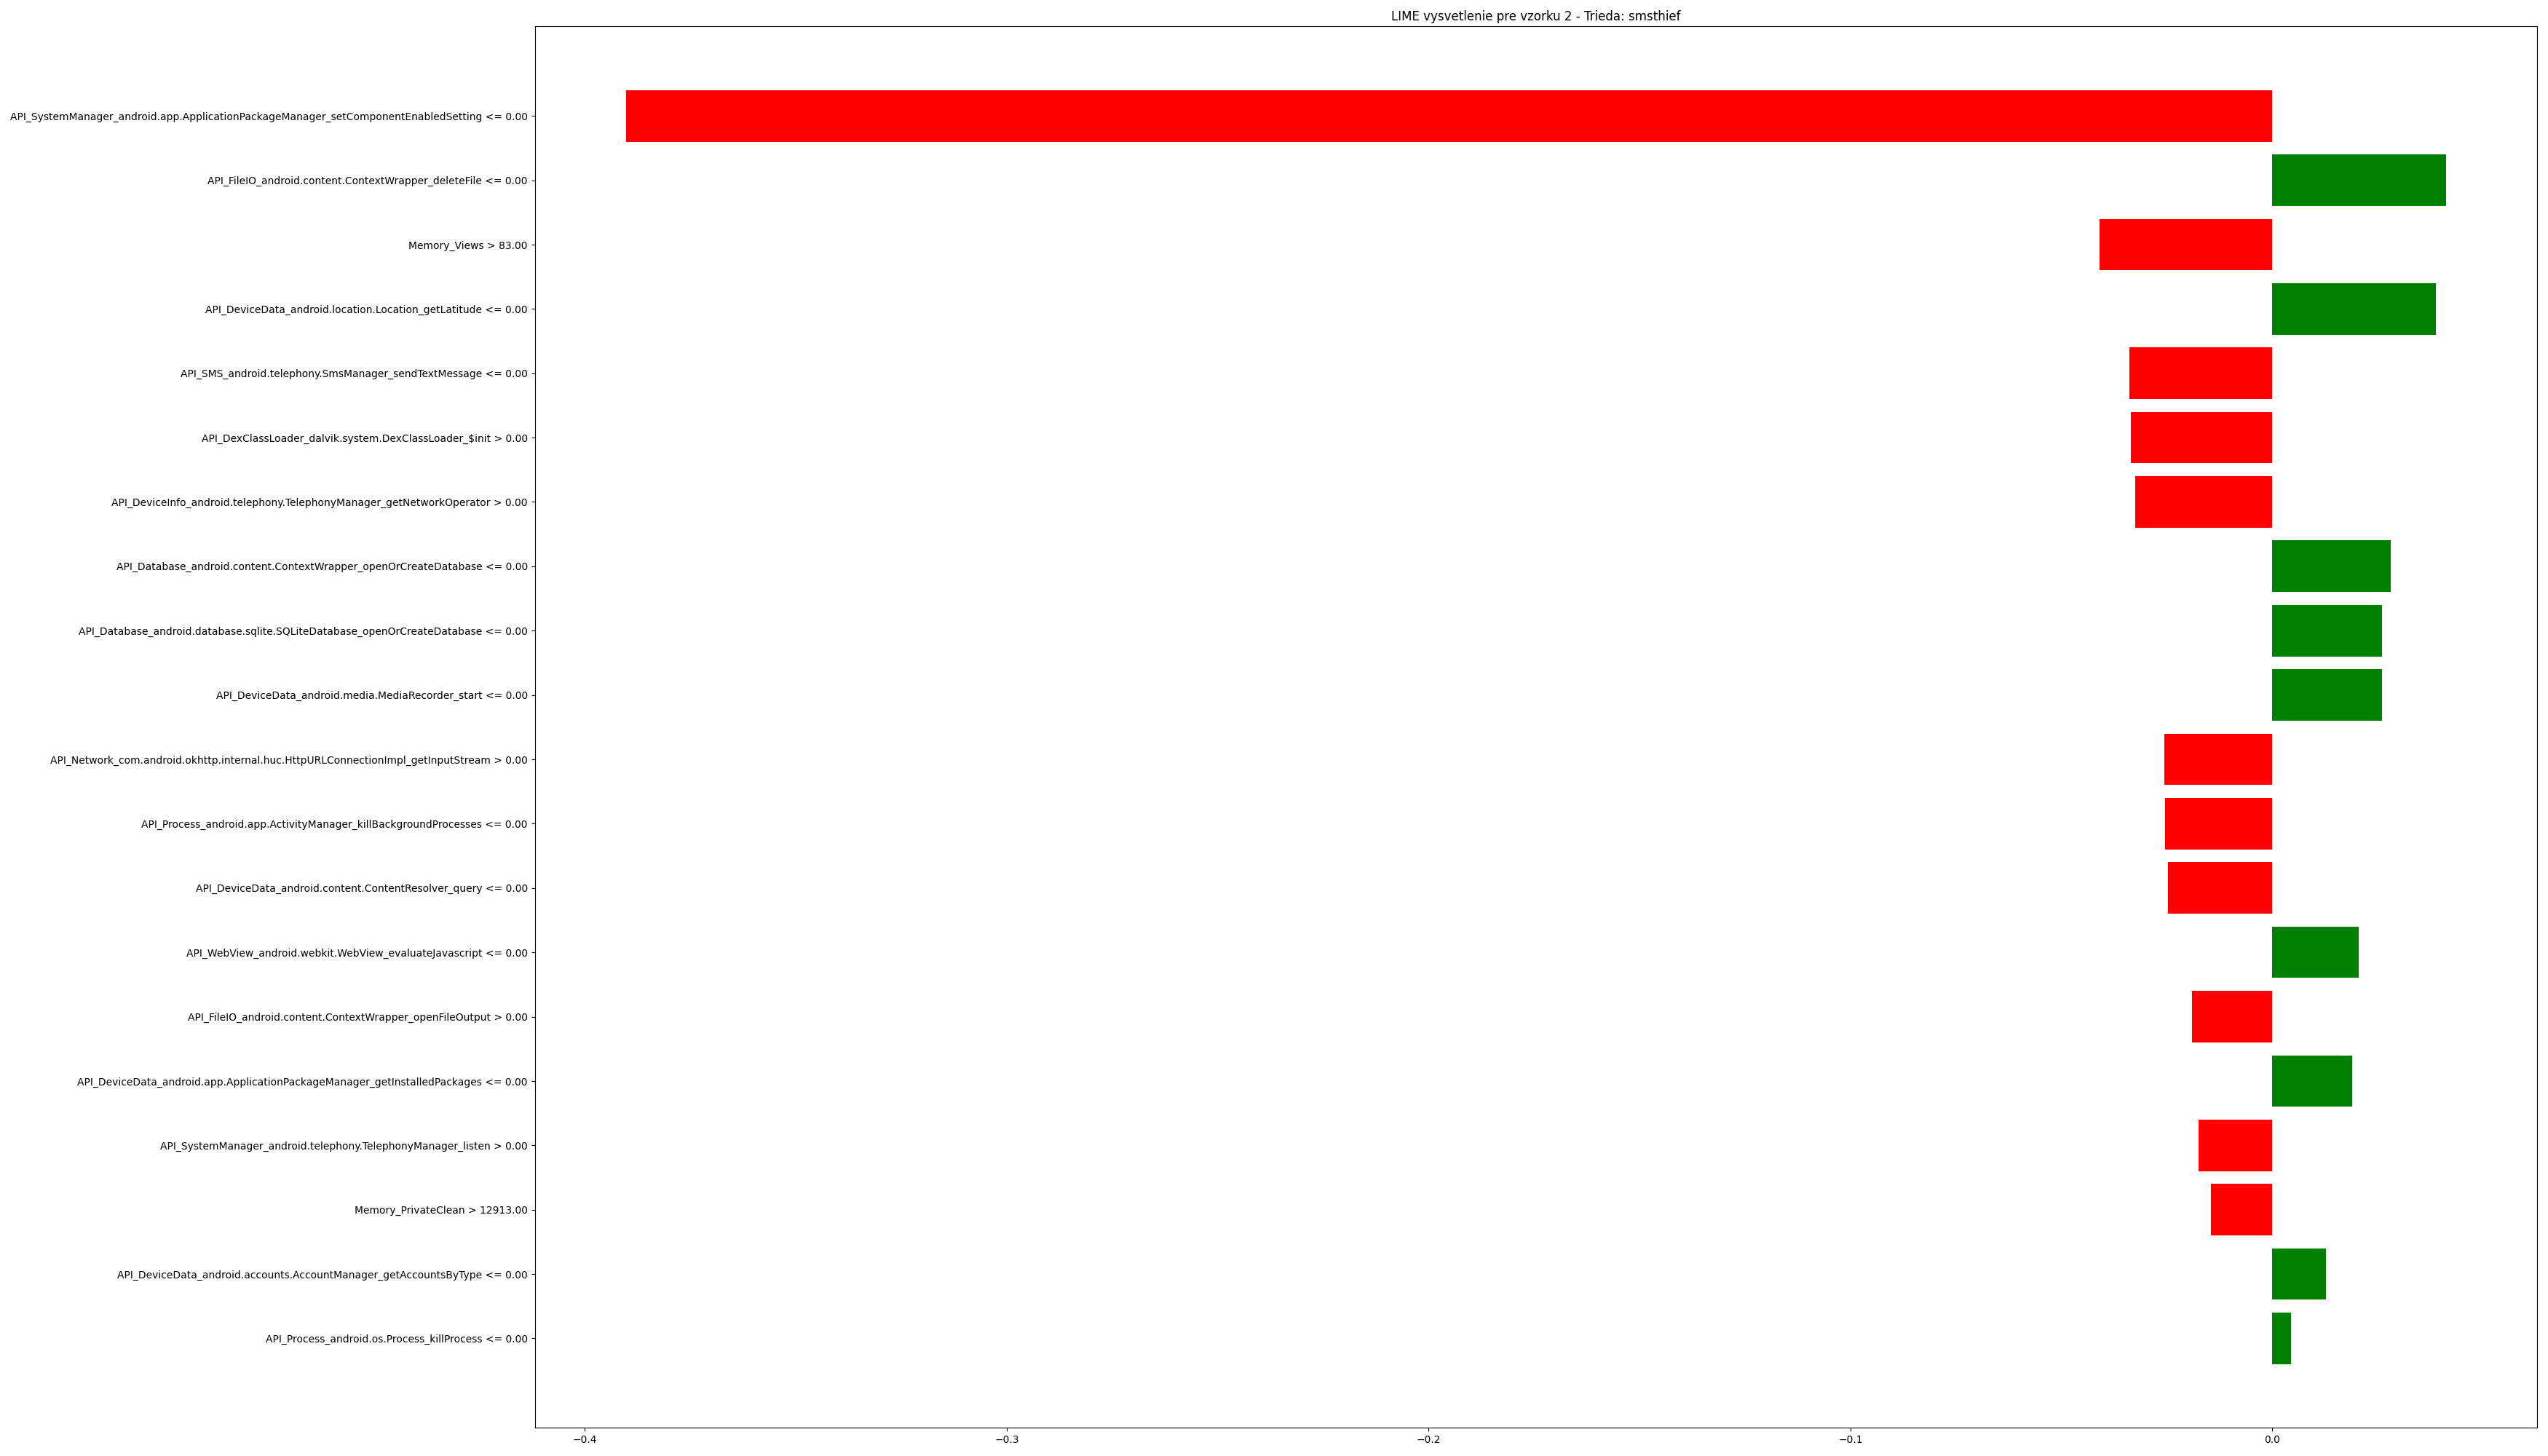 LIME vysvetlenie pre vzorku 2 - Trieda: smsthief
API_SystemManager_android.app.ApplicationPackageManager_setComponentEnabledSetting <= 0.00
API_FileIO_android.content.ContextWrapper_deleteFile <= 0.00
Memory_Views > 83.00
API_DeviceData_android.location.Location_getLatitude <= 0.00
API_SMS_android.telephony.SmsManager_sendTextMessage <= 0.00
API_DexClassLoader_dalvik.system.DexClassLoader_$init > 0.00
API_DeviceInfo_android.telephony.TelephonyManager_getNetworkOperator > 0.00
API_Database_android.content.ContextWrapper_openOrCreateDatabase <= 0.00
API_Database_android.database.sqlite.SQLiteDatabase_openOrCreateDatabase <= 0.00
API_DeviceData_android.media.MediaRecorder_start <= 0.00
API_Network_com.android.okhttp.internal.huc.HttpURLConnectionImpl_getInputStream > 0.00
API_Process_android.app.ActivityManager_killBackgroundProcesses <= 0.00
API_DeviceData_android.content.ContentResolver_query <= 0.00
API_WebView_android.webkit.WebView_evaluateJavascript <= 0.00
API_FileIO_android.content.ContextWrapper_openFileOutput > 0.00
API_DeviceData_android.app.ApplicationPackageManager_getInstalledPackages <= 0.00
API_SystemManager_android.telephony.TelephonyManager_listen > 0.00
Memory_PrivateClean > 12913.00
API_DeviceData_android.accounts.AccountManager_getAccountsByType <= 0.00
API_Process_android.os.Process_killProcess <= 0.00
−0.4 −0.3 −0.2 −0.1 0.0